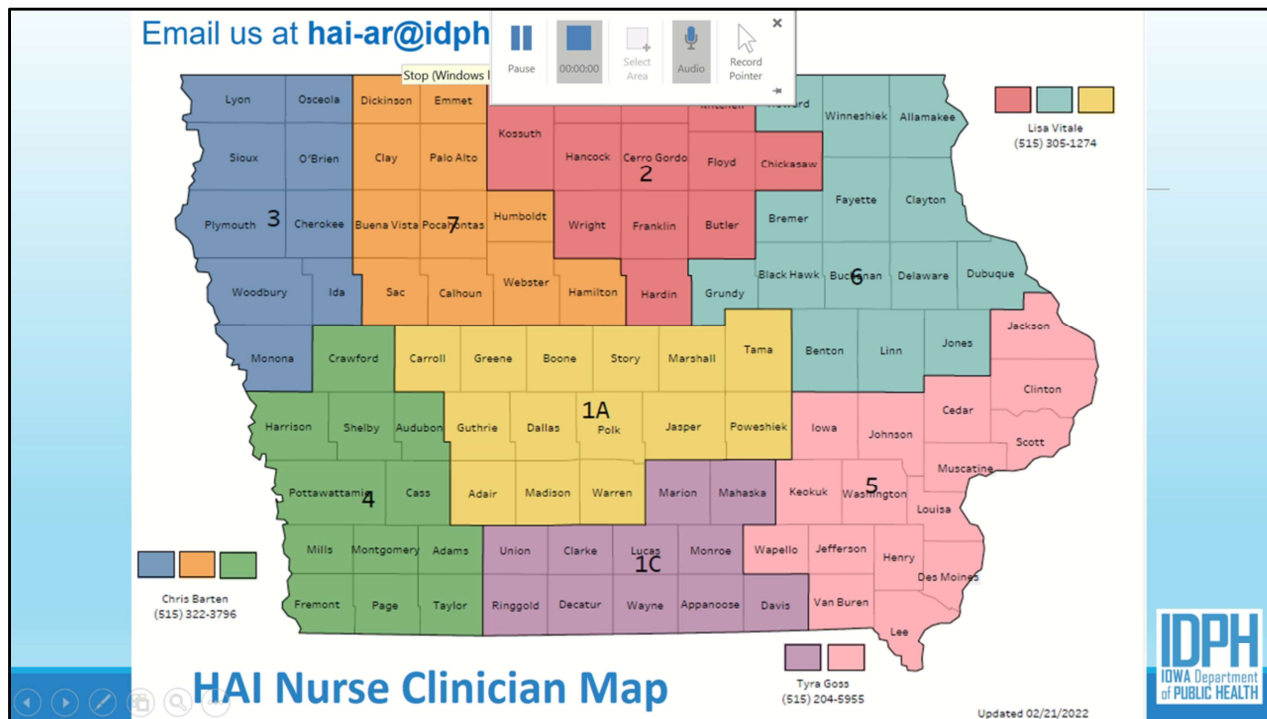 Email us at hai-ar@idph
Pause
00:00:00
Select
Area
Audio
Record
Pointer
Stop (Windows
Lyon
Osceola
Dickinson
Emmet
Kossuth
Mitchell
Howard
Winneshiek
Allamakee
Lisa Vitale
(515) 305-1274
Sioux
O'Brien
Clay
Palo Alto
Hancock
Cerro Gordo
Floyd
Chickasaw
2
Fayette
Clayton
Plymouth
3
Cherokee
Buena Vista
Pocahontas
7
Humboldt
Wright
Franklin
Butler
Bremer
Woodbury
Ida
Sac
Calhoun
Webster
Hamilton
Hardin
Grundy
Black Hawk
Buchanan
6
Delaware
Dubuque
Jackson
Monona
Crawford
Carroll
Greene
Boone
Story
Marshall
Tama
Benton
Linn
Jones
Clinton
Harrison
Shelby
Audubon
Guthrie
Dallas
1A
Polk
Jasper
Poweshiek
Iowa
Johnson
Cedar
Scott
Muscatine
Pottawattamie
4
Cass
Adair
Madison
Warren
Marion
Mahaska
Keokuk
5
Washington
Louisa
Mills
Montgomery
Adams
Union
Clarke
Lucas
1C
Monroe
Wapello
Jefferson
Henry
Des Moines
Fremont
Page
Taylor
Ringgold
Decatur
Wayne
Appanoose
Davis
Van Buren
Lee
Chris Barten
(515) 322-3796
Tyra Goss
(515) 204-5955
HAI Nurse Clinician Map
Updated 02/21/2022
IDPH
IOWA Department
of PUBLIC HEALTH